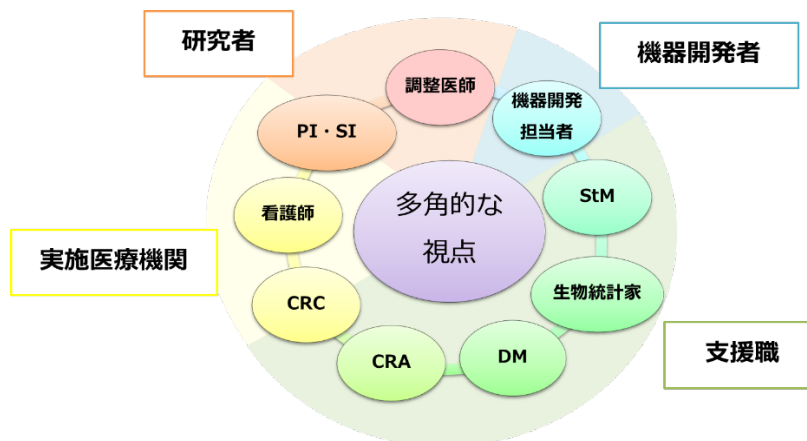 研究者
機器開発者
調整医師
機器開発
担当者
PI・SI
StM
看護師
多角的な
視点
実施医療機関
生物統計家
CRC
支援職
CRA
DM